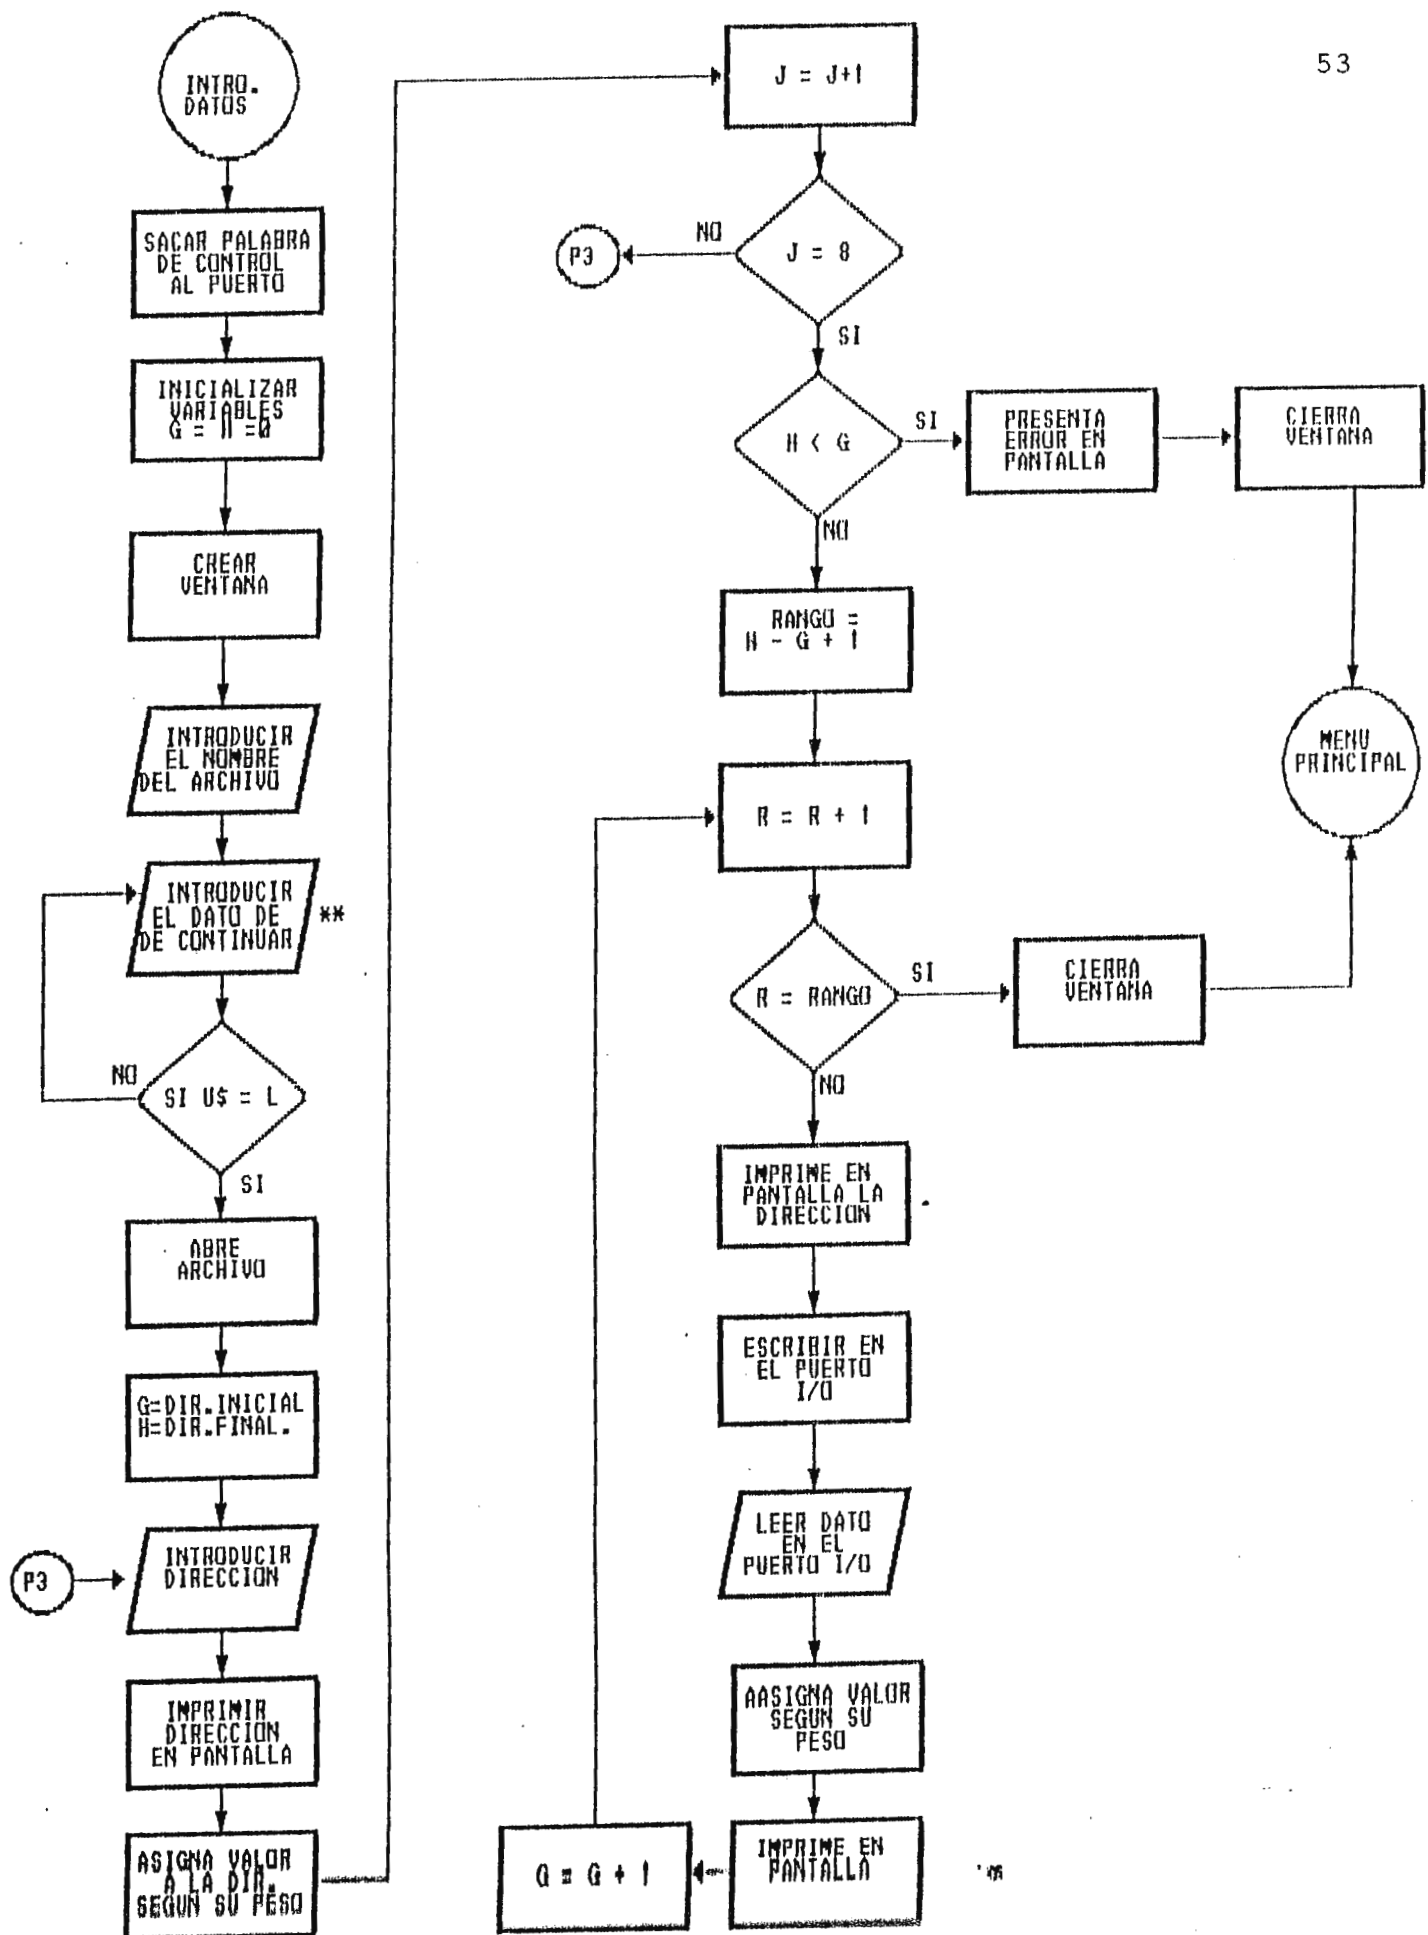 53
INTRO.
DATOS
SACAR PALABRA
DE CONTROL
AL PUERTO
INICIALIZAR
VARIABLES
G = H =0
CREAR
VENTANA
INTRODUCIR
EL NOMBRE
DEL ARCHIVO
INTRODUCIR
EL DATO DE
DE CONTINUAR
**
SI U$ = L
NO
SI
ABRE
ARCHIVO
G=DIR.INICIAL
H=DIR.FINAL.
P3
INTRODUCIR
DIRECCION
IMPRIMIR
DIRECCION
EN PANTALLA
ASIGNA VALOR
A LA DIR.
SEGUN SU PESO
J = J+1
J = 8
NO
P3
SI
H < G
SI
PRESENTA
ERROR EN
PANTALLA
CIERRA
VENTANA
NO
RANGO =
H - G + 1
MENU
PRINCIPAL
R = R + 1
R = RANGO
SI
CIERRA
VENTANA
NO
IMPRIME EN
PANTALLA LA
DIRECCION
ESCRIBIR EN
EL PUERTO
I/O
LEER DATO
EN EL
PUERTO I/O
AASIGNA VALOR
SEGUN SU
PESO
IMPRIME EN
PANTALLA
G = G + 1